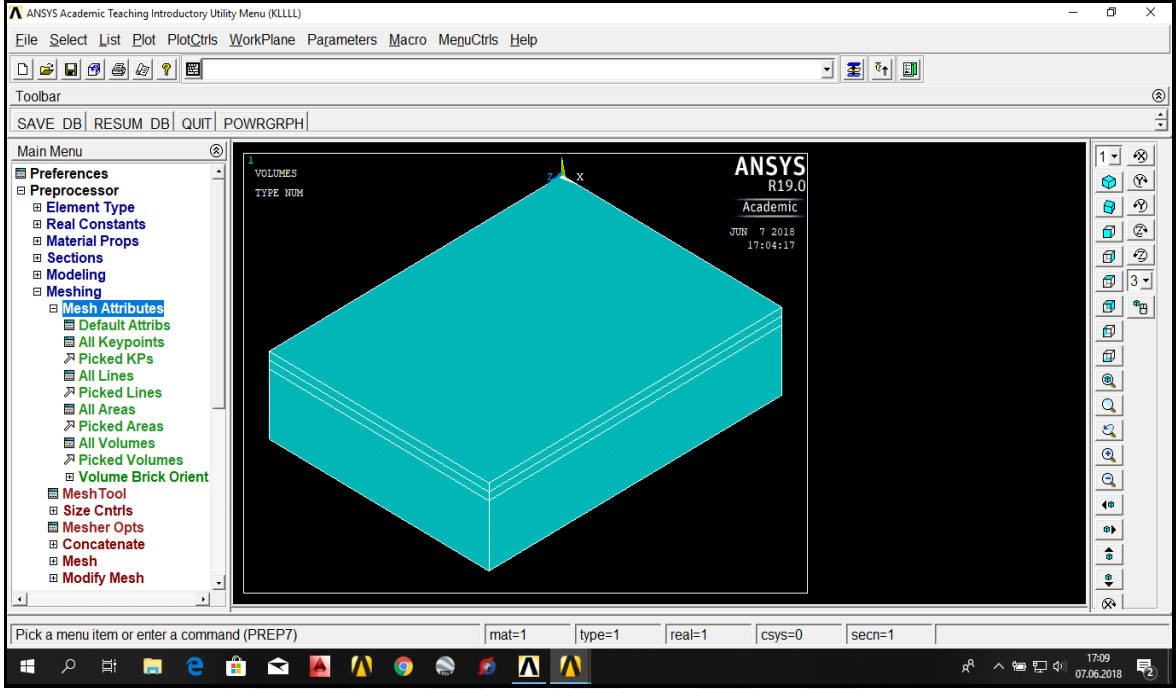 ANSYS Academic Teaching Introductory Utility Menu (KLLLL)
File Select List Plot PlotCtrls WorkPlane Parameters Macro MenuCtrls Help
Toolbar
SAVE_DB RESUM_DB QUIT POWRGRPH
Main Menu
Preferences
Preprocessor
Element Type
Real Constants
Material Props
Sections
Modeling
Meshing
Mesh Attributes
Default Attribs
All Keypoints
Picked KPs
All Lines
Picked Lines
All Areas
Picked Areas
All Volumes
Picked Volumes
Volume Brick Orient
MeshTool
Size Cntrls
Mesher Opts
Concatenate
Mesh
Modify Mesh
1
VOLUMES
TYPE NUM
Z X
ANSYS
R19.0
Academic
JUN 7 2018
17:04:17
1
3
Pick a menu item or enter a command (PREP7) mat=1 type=1 real=1 csys=0 secn=1
17:09
07.06.2018
2